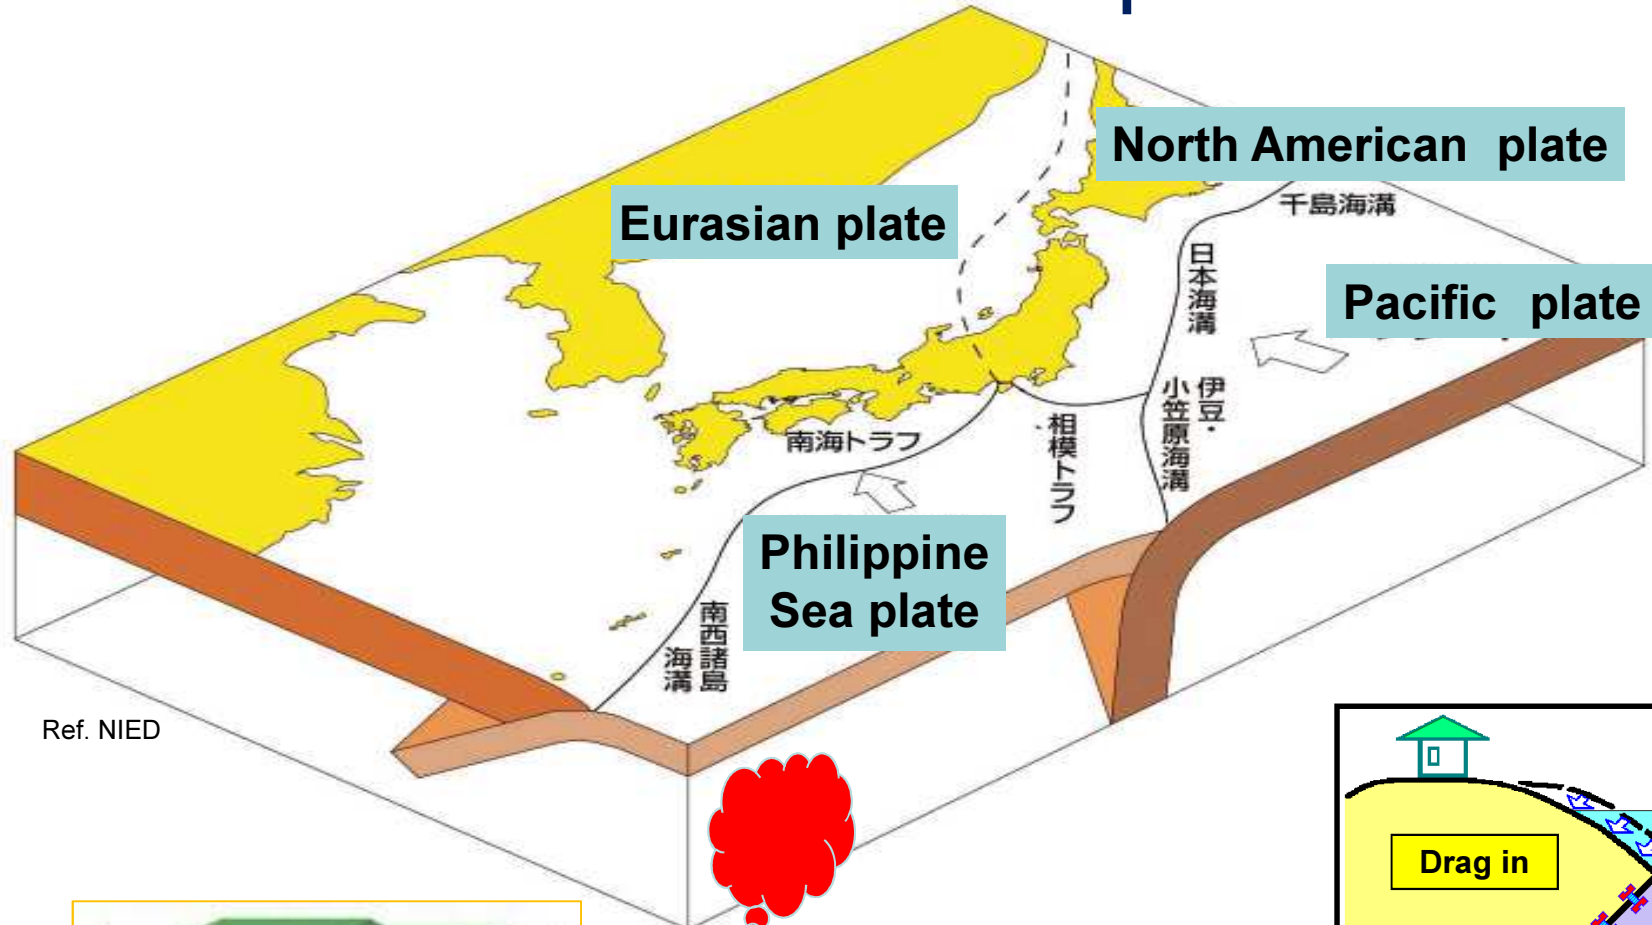 North American plate
千島海溝
Eurasian plate
日本海溝
Pacific plate
伊豆・
小笠原海溝
相模トラフ
南海トラフ
Philippine
Sea plate
南西諸島
海溝
Ref. NIED
Drag in